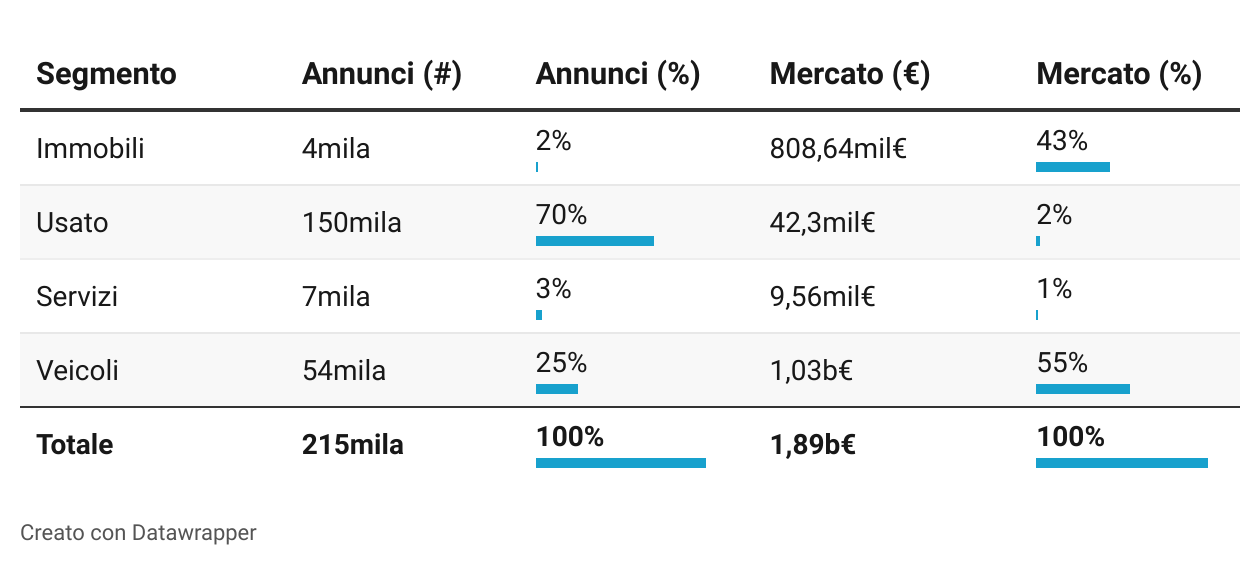 Segmento Annunci (#) Annunci (%) Mercato (€) Mercato (%)
Immobili 4mila 2% 808,64mil€ 43%
Usato 150mila 70% 42,3mil€ 2%
Servizi 7mila 3% 9,56mil€ 1%
Veicoli 54mila 25% 1,03b€ 55%
Totale 215mila 100% 1,89b€ 100%
Creato con Datawrapper